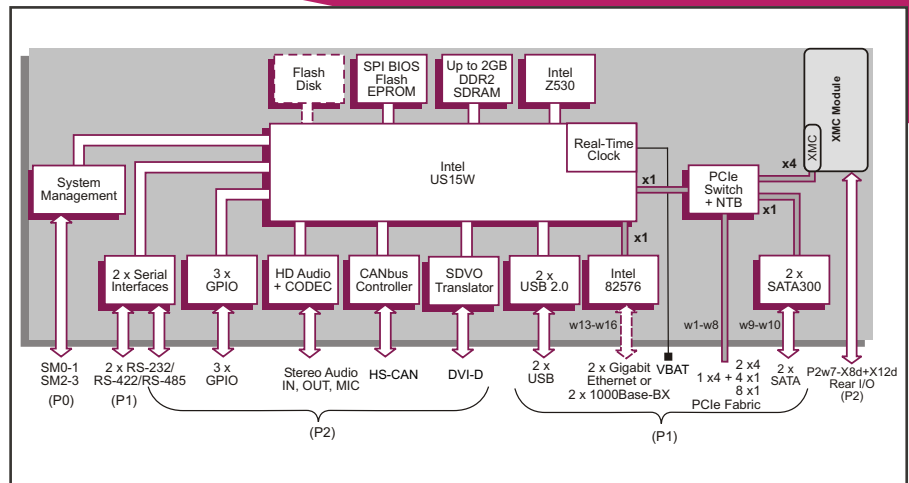 Flash
Disk
SPI BIOS
Flash
EPROM
Up to 2GB
DDR2
SDRAM
Intel
Z530
XMC Module
XMC
Real-Time
Clock
Intel
US15W
x4
x1
PCIe
Switch
+ NTB
x1
System
Management
x1
2 x Serial
Interfaces
3 x
GPIO
HD Audio
+ CODEC
CANbus
Controller
SDVO
Translator
2 x
USB 2.0
Intel
82576
2 x
SATA300
w13-w16
w1-w8
w9-w10
SM0-1
SM2-3
(P0)
2 x RS-232/
RS-422/RS-485
(P1)
3 x
GPIO
Stereo Audio
IN, OUT, MIC
HS-CAN
DVI-D
2 x
USB
2 x Gigabit
Ethernet or
2 x 1000Base-BX
VBAT
2 x4
1 x4 + 4 x1
8 x1
PCIe Fabric
2 x
SATA
P2w7-X8d+X12d
Rear I/O
(P2)
(P2)
(P1)